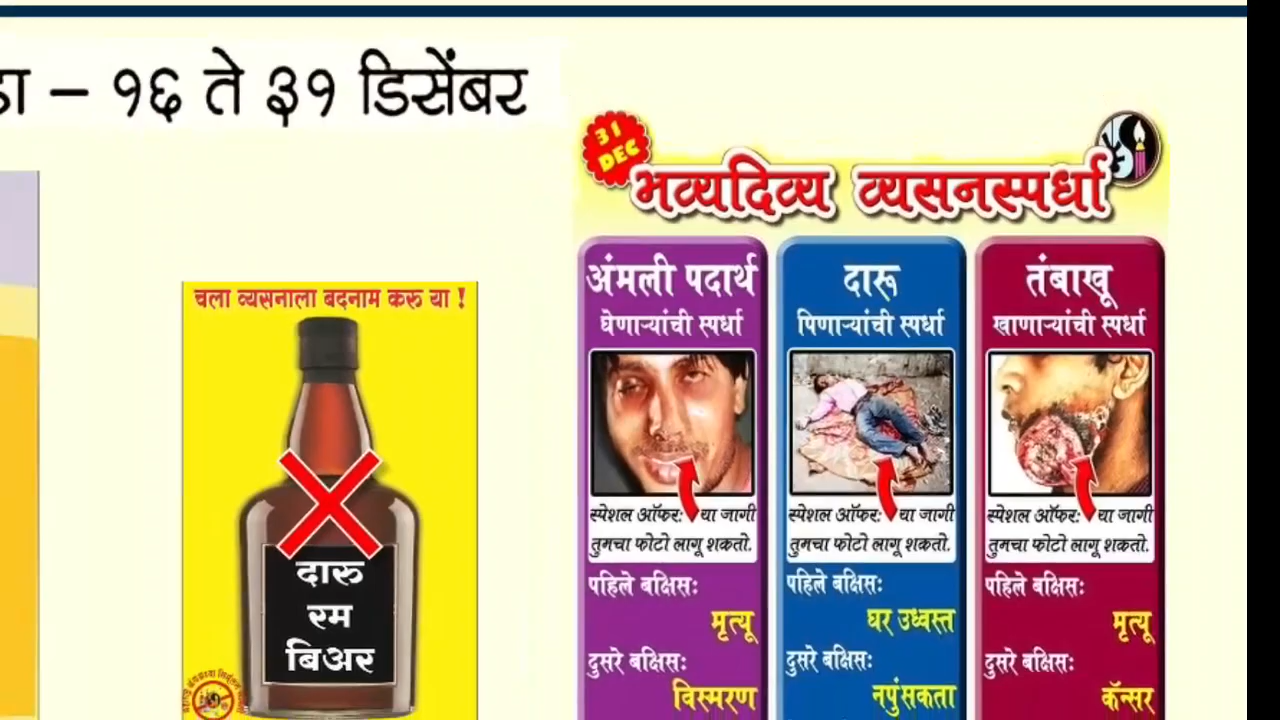 – १६ ते ३१ डिसेंबर
31
DEC
भव्यदिव्य व्यसनस्पर्धा
चला व्यसनाला बदनाम करु या !
दारु
रम
बिअर
अंमली पदार्थ
घेणाऱ्यांची स्पर्धा
स्पेशल ऑफर: या जागी
तुमचा फोटो लागू शकतो.
पहिले बक्षिस:
मृत्यू
दुसरे बक्षिस:
विस्मरण
दारू
पिणाऱ्यांची स्पर्धा
स्पेशल ऑफर: या जागी
तुमचा फोटो लागू शकतो.
पहिले बक्षिस:
घर उध्वस्त
दुसरे बक्षिस:
नपुंसकता
तंबाखू
खाणाऱ्यांची स्पर्धा
स्पेशल ऑफर: या जागी
तुमचा फोटो लागू शकतो.
पहिले बक्षिस:
मृत्यू
दुसरे बक्षिस:
कॅन्सर